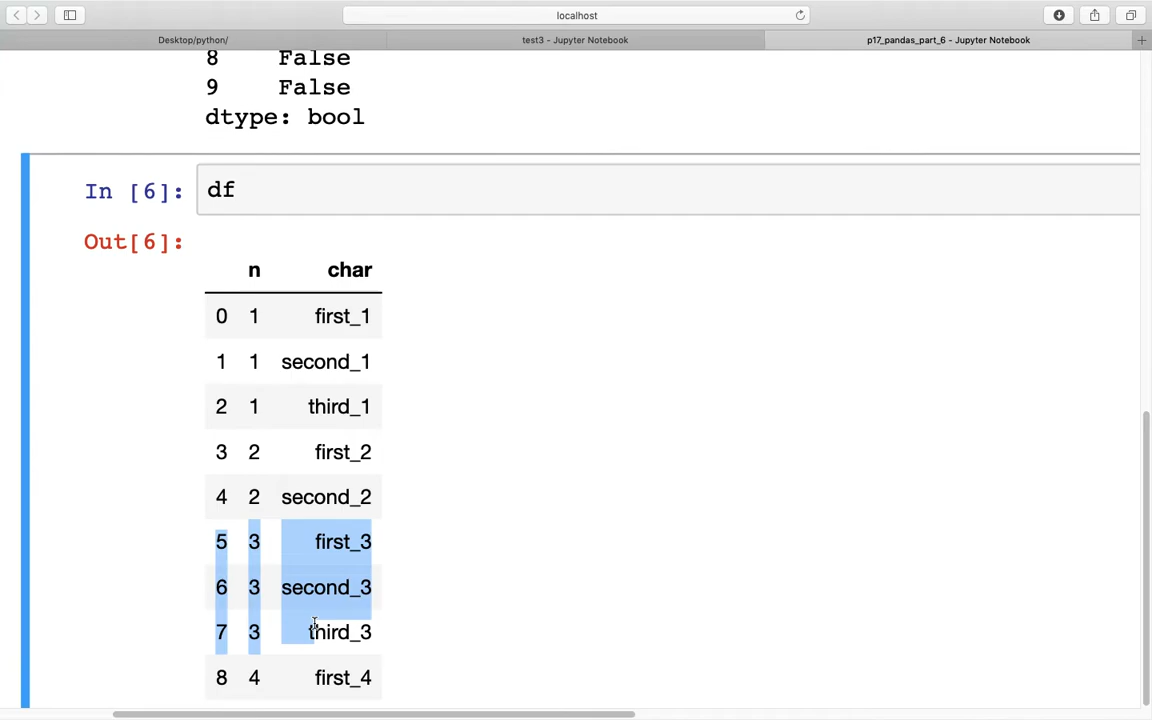 localhost
Desktop/python/
test3 - Jupyter Notebook
p17_pandas_part_6 - Jupyter Notebook
8 False
9 False
dtype: bool
In [6]: df
Out[6]:
n char
0 1 first_1
1 1 second_1
2 1 third_1
3 2 first_2
4 2 second_2
5 3 first_3
6 3 second_3
7 3 third_3
8 4 first_4